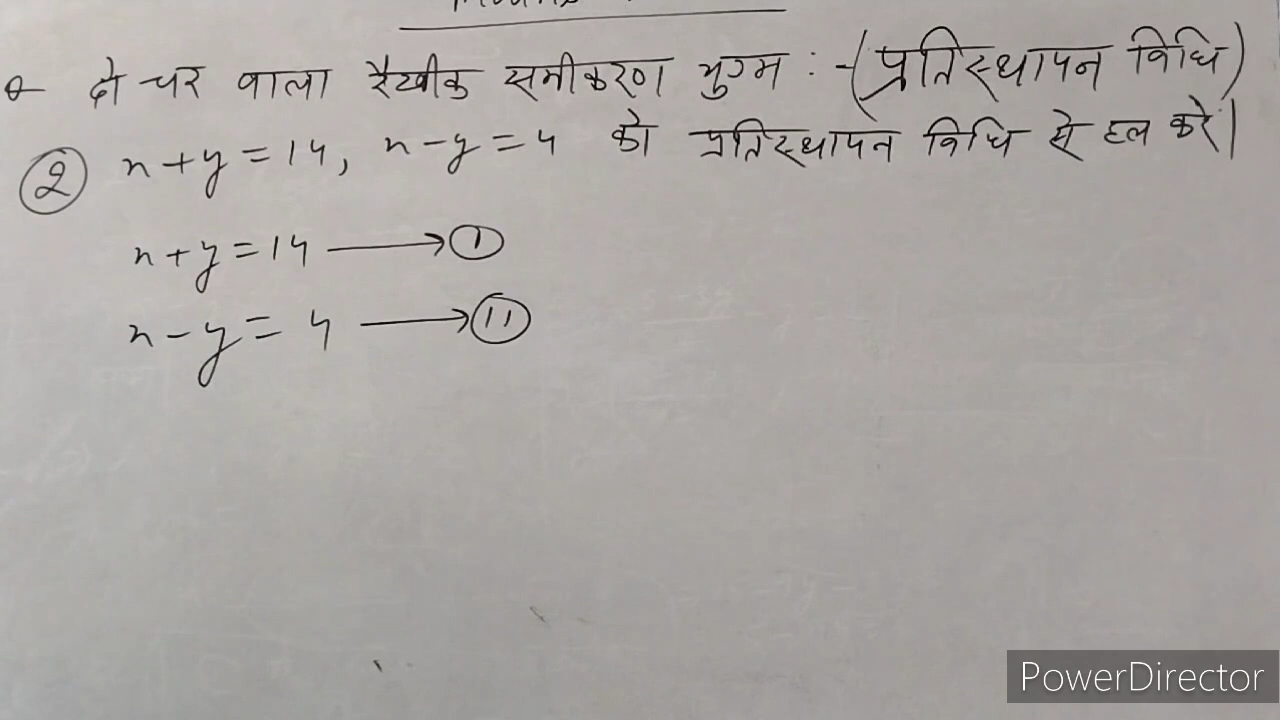 दो चर वाला रैखीक समीकरण युग्म :- (प्रतिस्थापन विधि)
② x + y = 14, x - y = 4 को प्रतिस्थापन विधि से हल करें।
x + y = 14 ⟶ ①
x - y = 4 ⟶ ⑪
PowerDirector